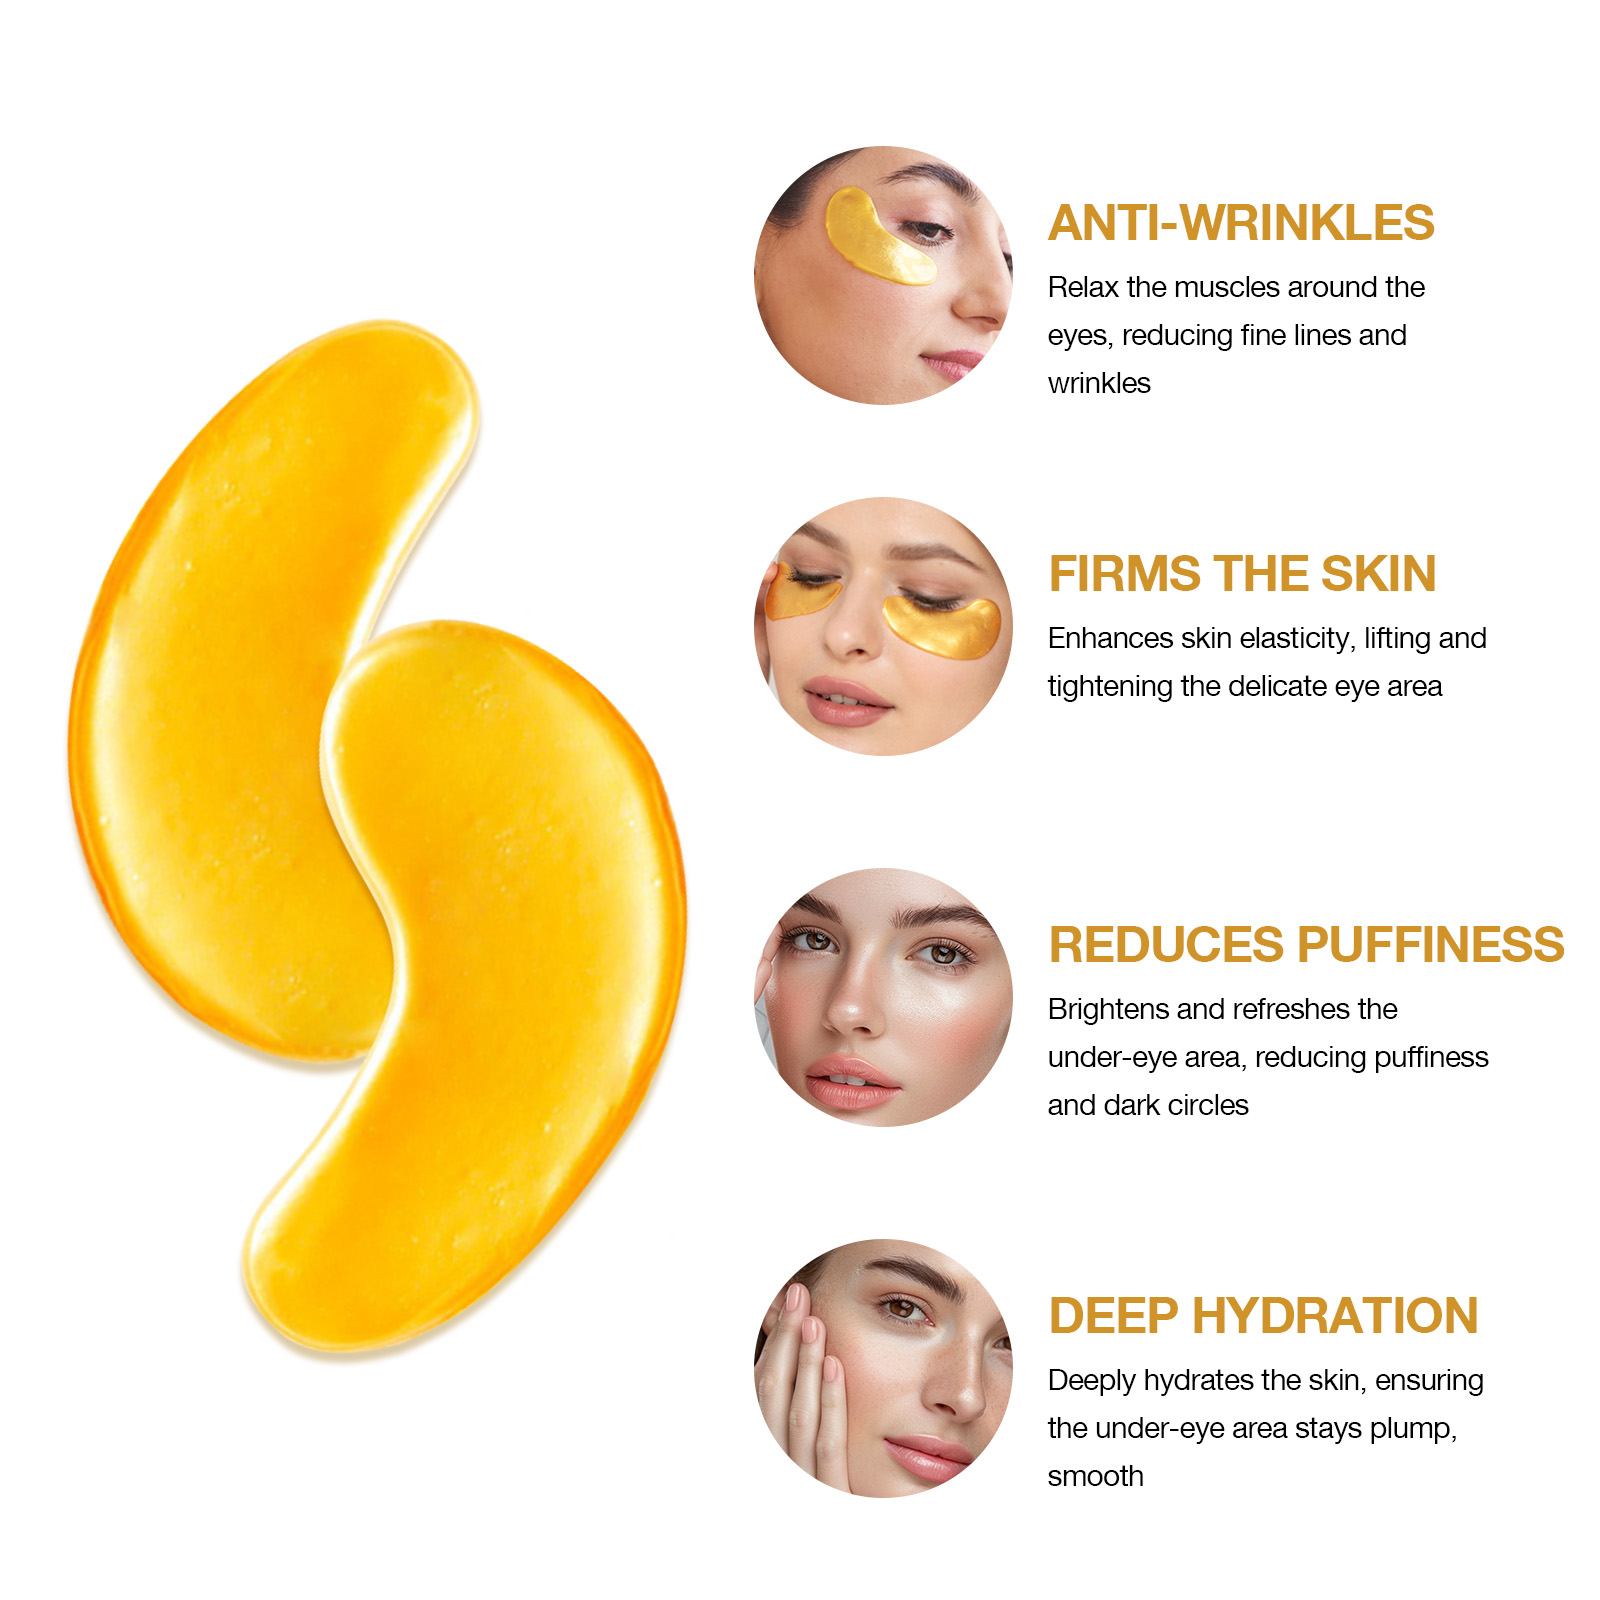 ANTI-WRINKLES
Relax the muscles around the
eyes, reducing fine lines and
wrinkles
FIRMS THE SKIN
Enhances skin elasticity, lifting and
tightening the delicate eye area
REDUCES PUFFINESS
Brightens and refreshes the
under-eye area, reducing puffiness
and dark circles
DEEP HYDRATION
Deeply hydrates the skin, ensuring
the under-eye area stays plump,
smooth